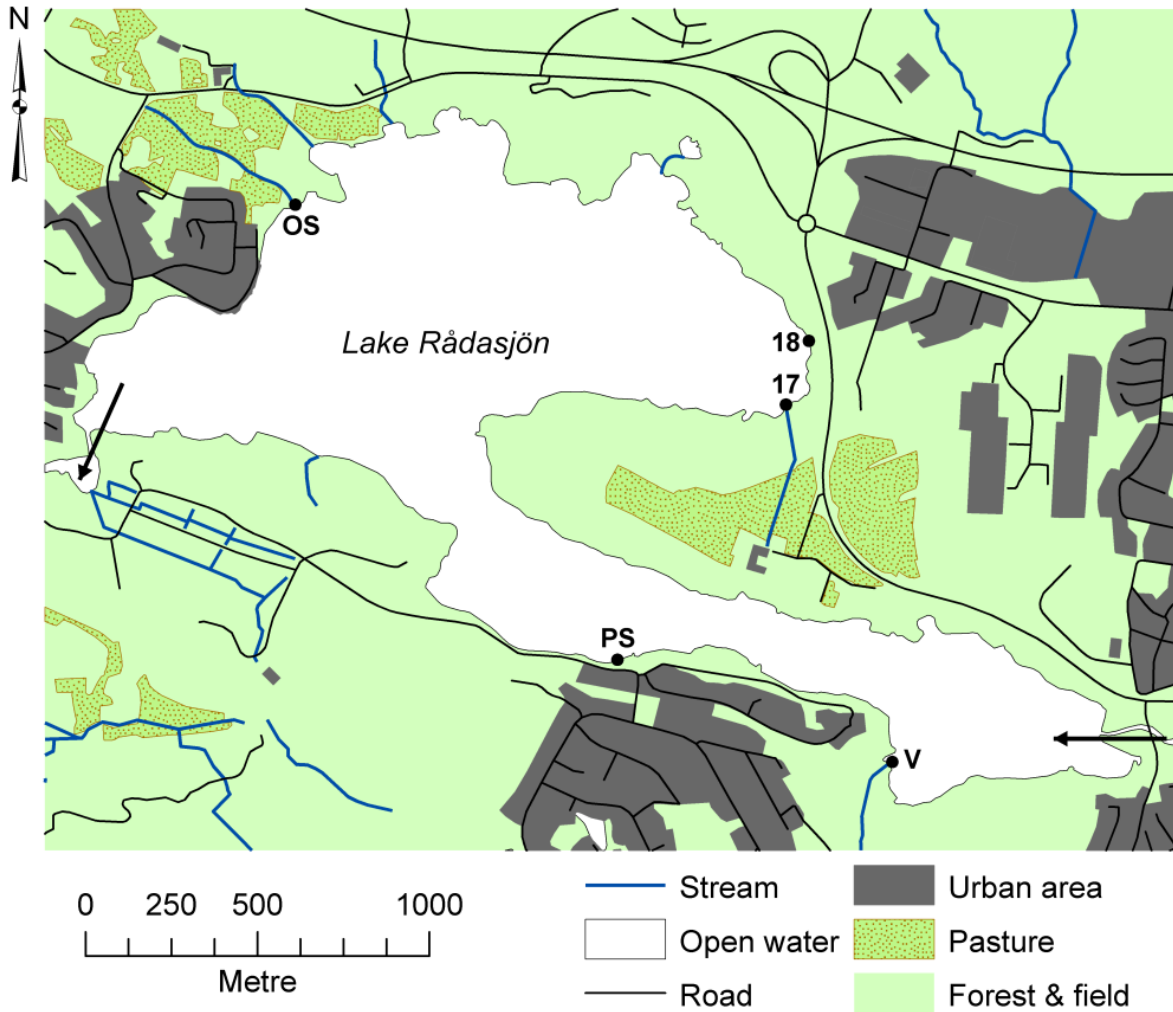 N
OS
Lake Rådasjön
18
17
PS
V
0 250 500 1000
Metre
Stream
Open water
Road
Urban area
Pasture
Forest & field